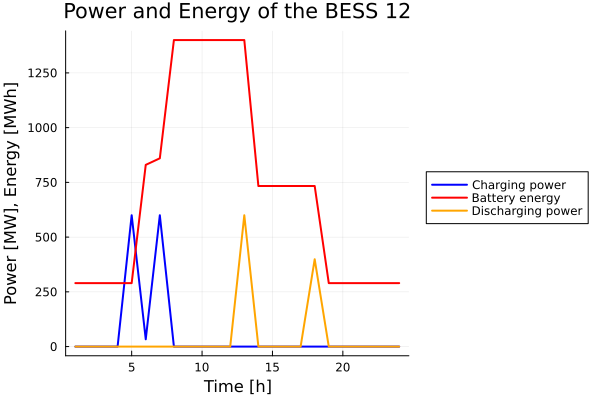 Power and Energy of the BESS 12
Power [MW], Energy [MWh]
1250
1000
750
500
250
0
5
10
15
20
Time [h]
Charging power
Battery energy
Discharging power